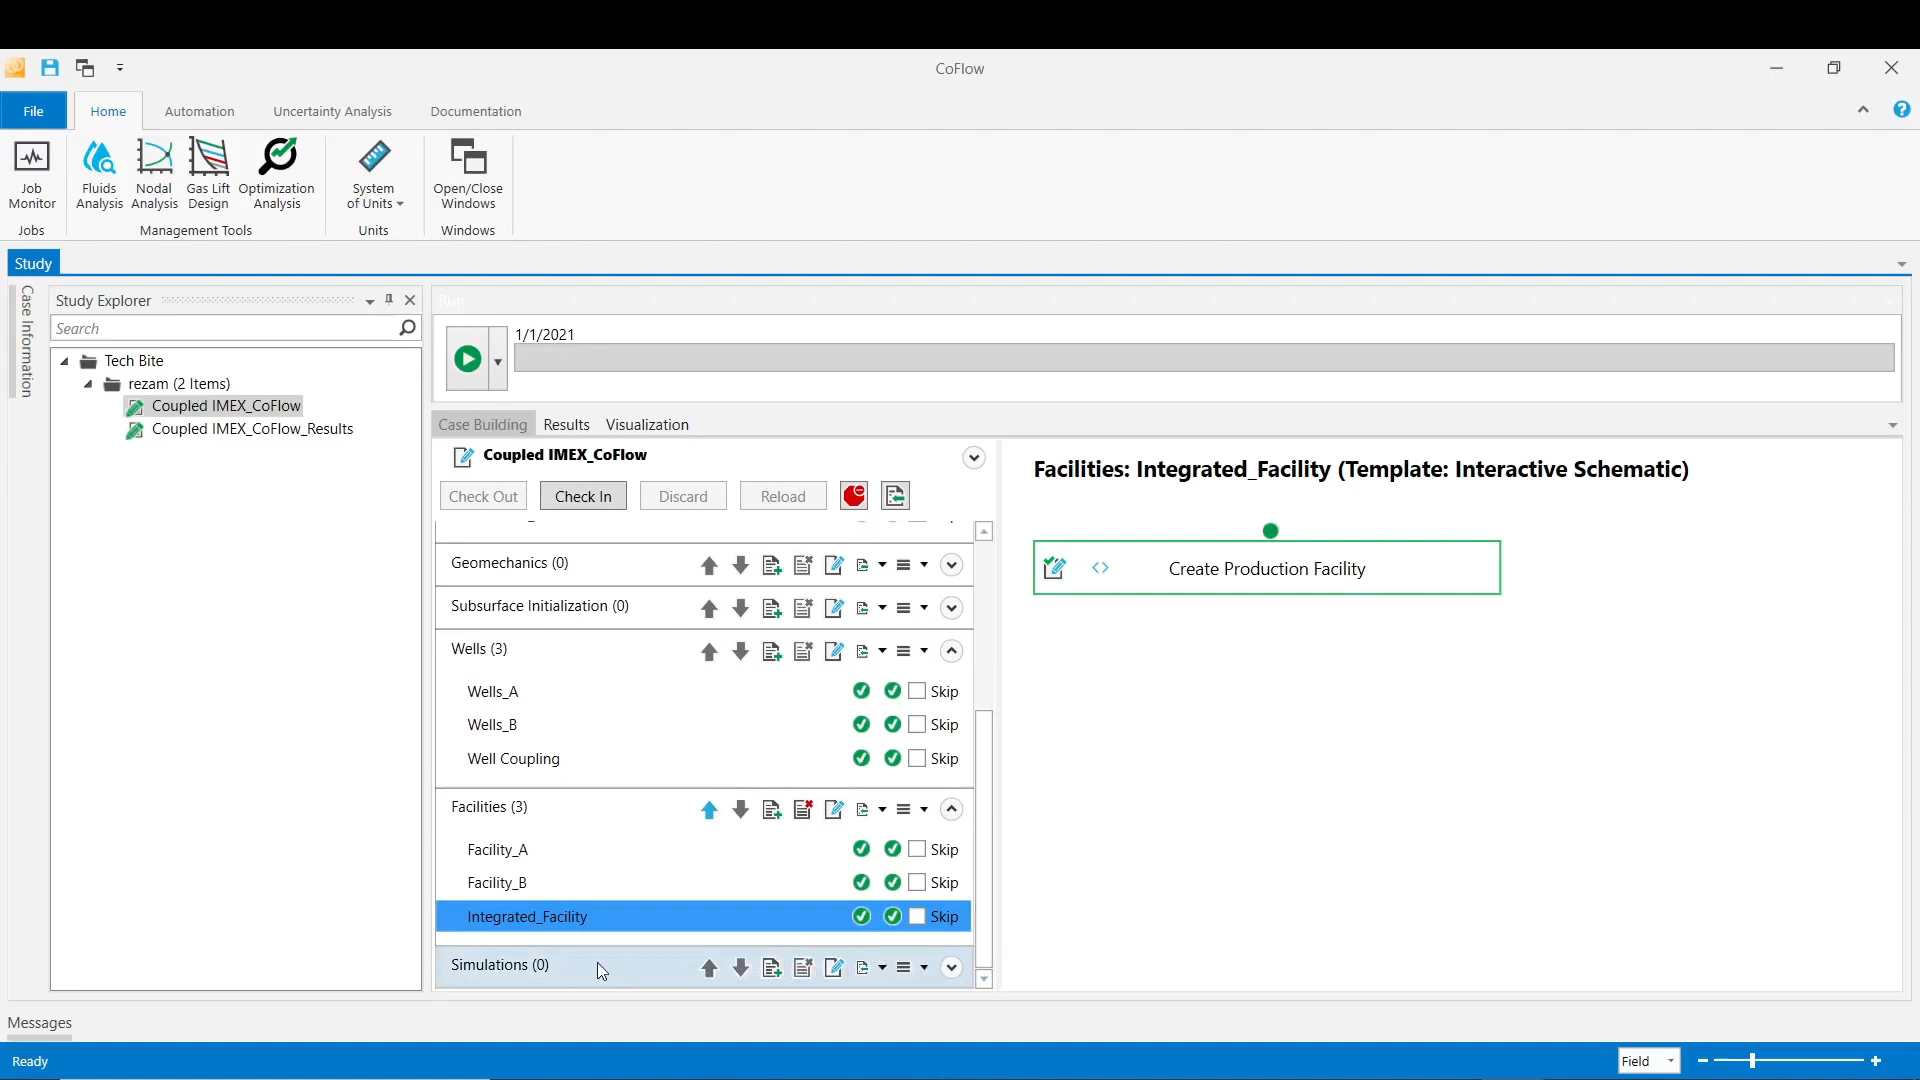 CoFlow
File
Home
Automation
Uncertainty Analysis
Documentation
Job
Monitor
Fluids
Analysis
Nodal
Analysis
Gas Lift
Design
Optimization
Analysis
System
of Units
Open/Close
Windows
Jobs
Management Tools
Units
Windows
Study
Case Information
Study Explorer
Search
Tech Bite
rezam (2 Items)
Coupled IMEX_CoFlow
Coupled IMEX_CoFlow_Results
Run
1/1/2021
Case Building
Results
Visualization
Coupled IMEX_CoFlow
Check Out
Check In
Discard
Reload
Geomechanics (0)
Subsurface Initialization (0)
Wells (3)
Wells_A
Skip
Wells_B
Skip
Well Coupling
Skip
Facilities (3)
Facility_A
Skip
Facility_B
Skip
Integrated_Facility
Skip
Simulations (0)
Facilities: Integrated_Facility (Template: Interactive Schematic)
Create Production Facility
Messages
Ready
Field